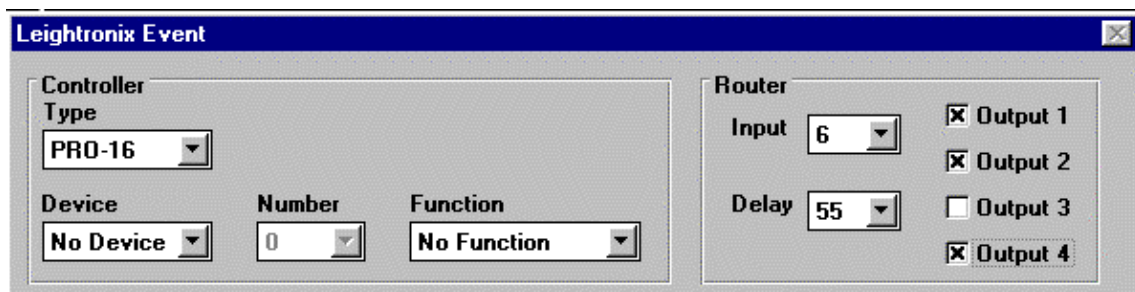 Leightronix Event
Controller
Type
PRO-16
Device Number Function
No Device 0 No Function
Router
Input 6
Delay 55
Output 1
Output 2
Output 3
Output 4